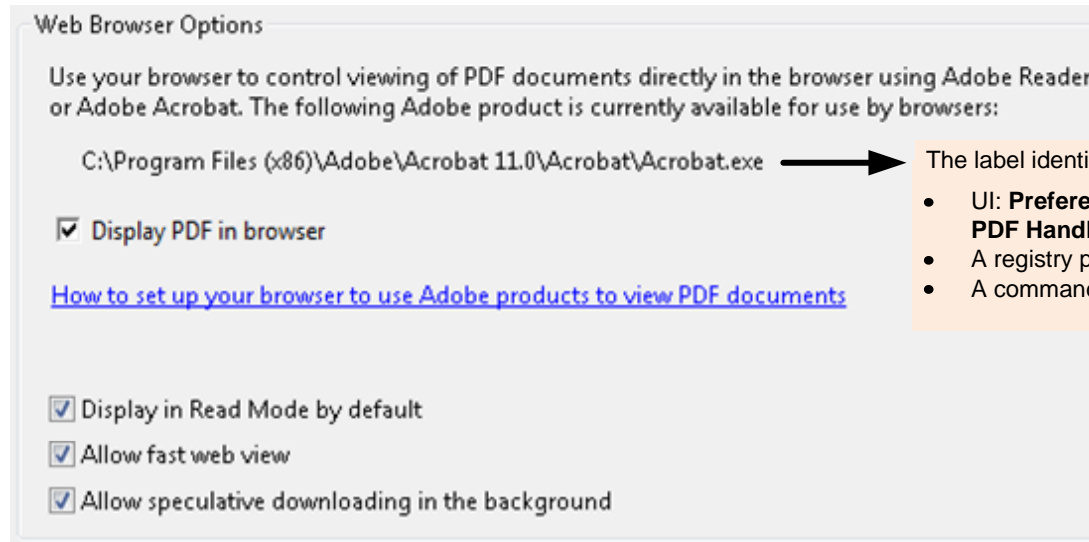 Web Browser Options
Use your browser to control viewing of PDF documents directly in the browser using Adobe Reader
or Adobe Acrobat. The following Adobe product is currently available for use by browsers:
C:\Program Files (x86)\Adobe\Acrobat 11.0\Acrobat\Acrobat.exe
The label identi
• UI: Prefere
PDF Handl
• A registry p
• A comman
Display PDF in browser
How to set up your browser to use Adobe products to view PDF documents
Display in Read Mode by default
Allow fast web view
Allow speculative downloading in the background